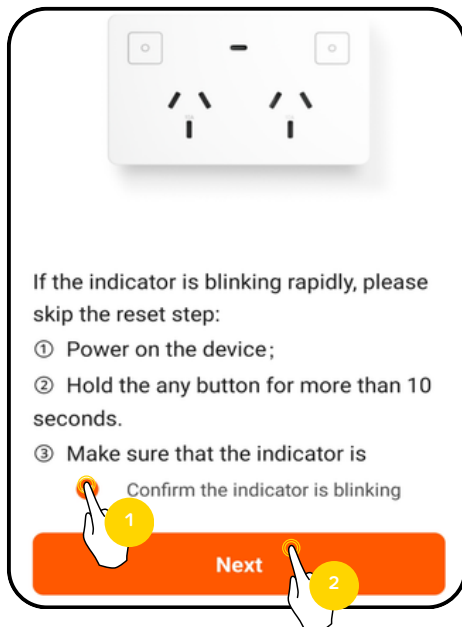 If the indicator is blinking rapidly, please
skip the reset step:
① Power on the device;
② Hold the any button for more than 10
seconds.
③ Make sure that the indicator is
Confirm the indicator is blinking
1
Next
2